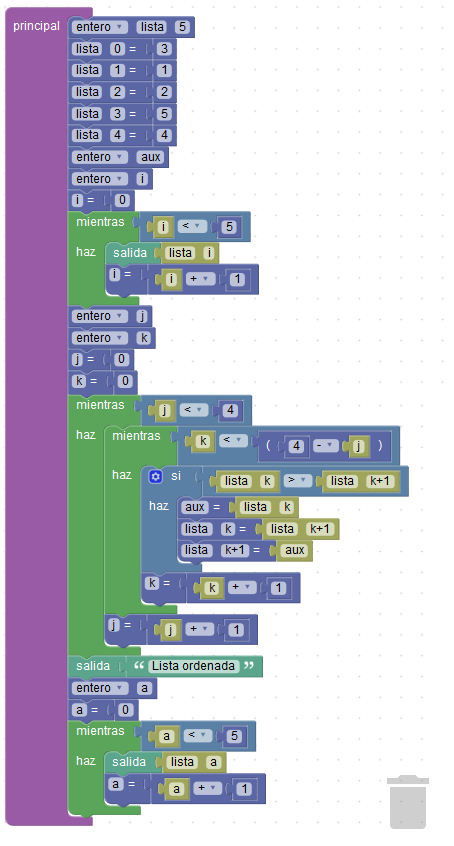 principal entero lista 5
lista 0 = 3
lista 1 = 1
lista 2 = 2
lista 3 = 5
lista 4 = 4
entero aux
entero i
i = 0
mientras i < 5
haz salida lista i
i = i + 1
entero j
entero k
j = 0
k = 0
mientras j < 4
haz mientras k < ( 4 - j )
haz si lista k > lista k+1
haz aux = lista k
lista k = lista k+1
lista k+1 = aux
k = k + 1
j = j + 1
salida “ Lista ordenada ”
entero a
a = 0
mientras a < 5
haz salida lista a
a = a + 1